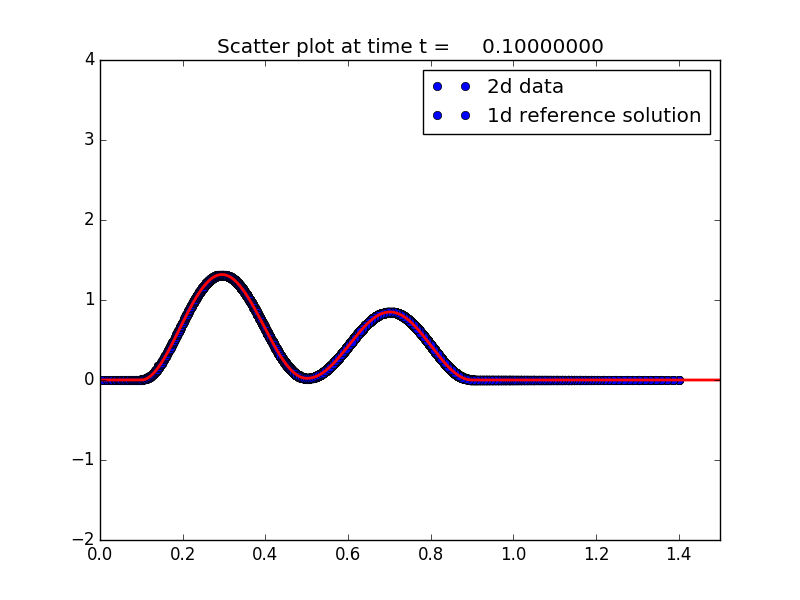 Scatter plot at time t =     0.10000000
4
2d data
1d reference solution
3
2
1
0
−1
−2
0.0 0.2 0.4 0.6 0.8 1.0 1.2 1.4